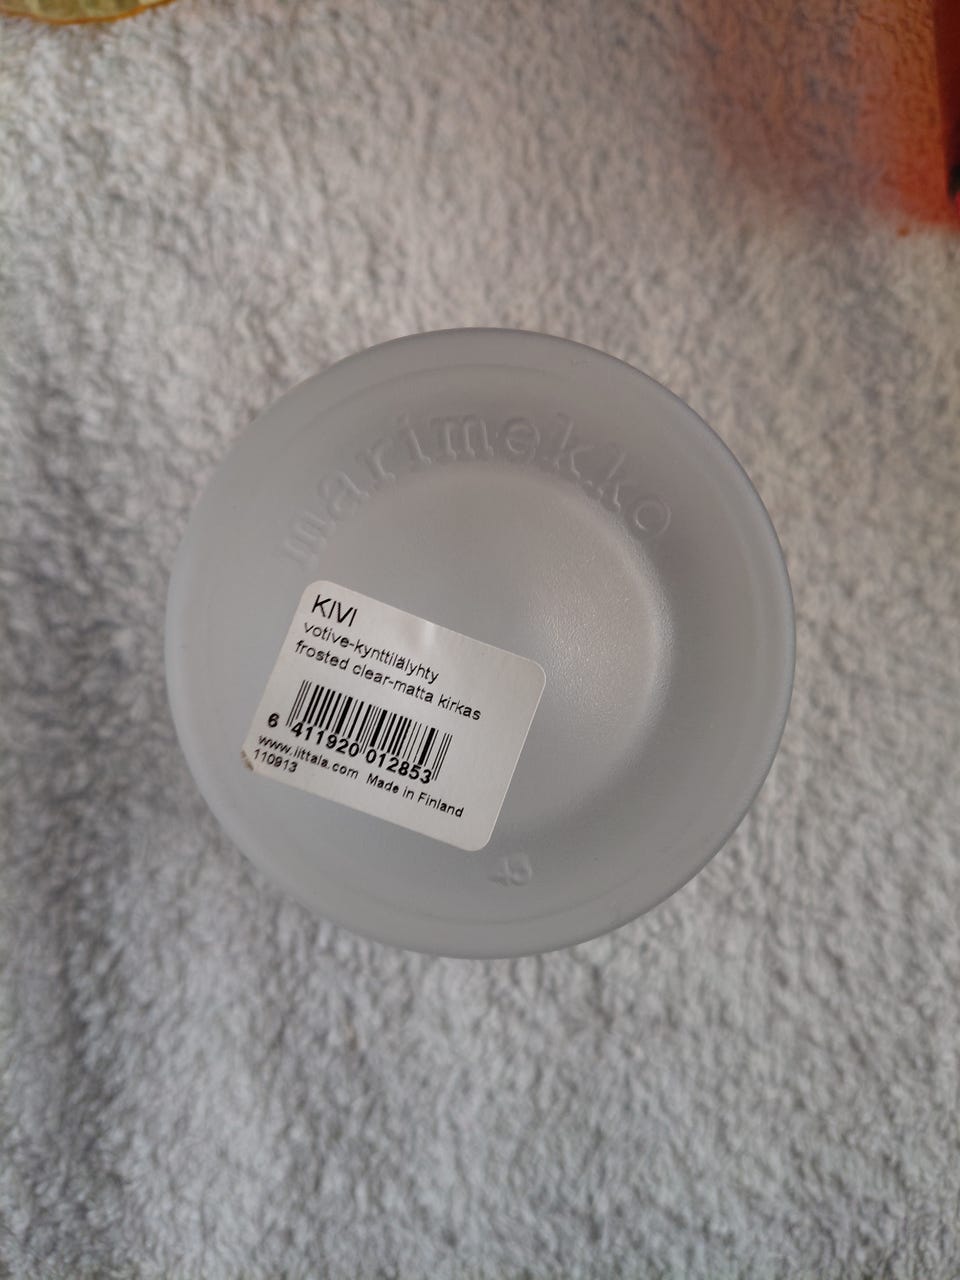 marimekko
KIVI
votive-kynttilälyhty
frosted clear-matta kirkas
6 411920 012853
www.iittala.com Made in Finland
110913